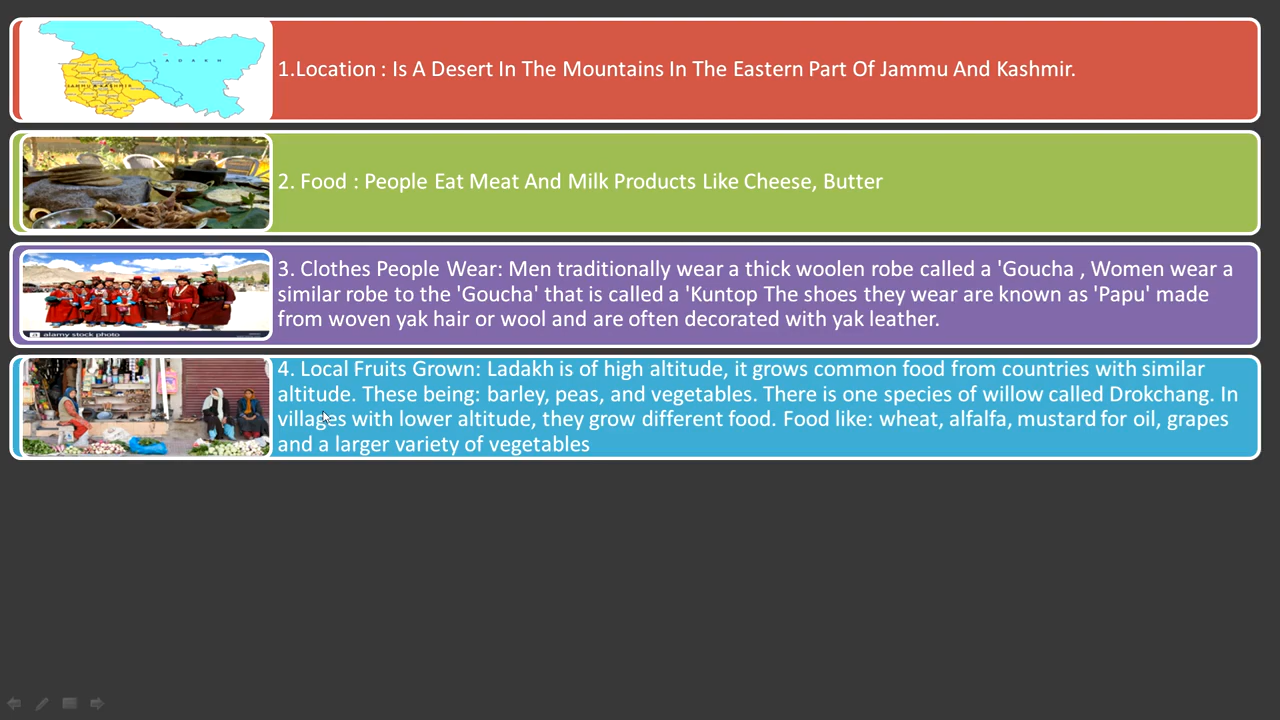 L A D A K H
JAMMU & KASHMIR
1.Location : Is A Desert In The Mountains In The Eastern Part Of Jammu And Kashmir.
2. Food : People Eat Meat And Milk Products Like Cheese, Butter
3. Clothes People Wear: Men traditionally wear a thick woolen robe called a 'Goucha , Women wear a
similar robe to the 'Goucha' that is called a 'Kuntop The shoes they wear are known as 'Papu' made
from woven yak hair or wool and are often decorated with yak leather.
a alamy stock photo
4. Local Fruits Grown: Ladakh is of high altitude, it grows common food from countries with similar
altitude. These being: barley, peas, and vegetables. There is one species of willow called Drokchang. In
villages with lower altitude, they grow different food. Food like: wheat, alfalfa, mustard for oil, grapes
and a larger variety of vegetables